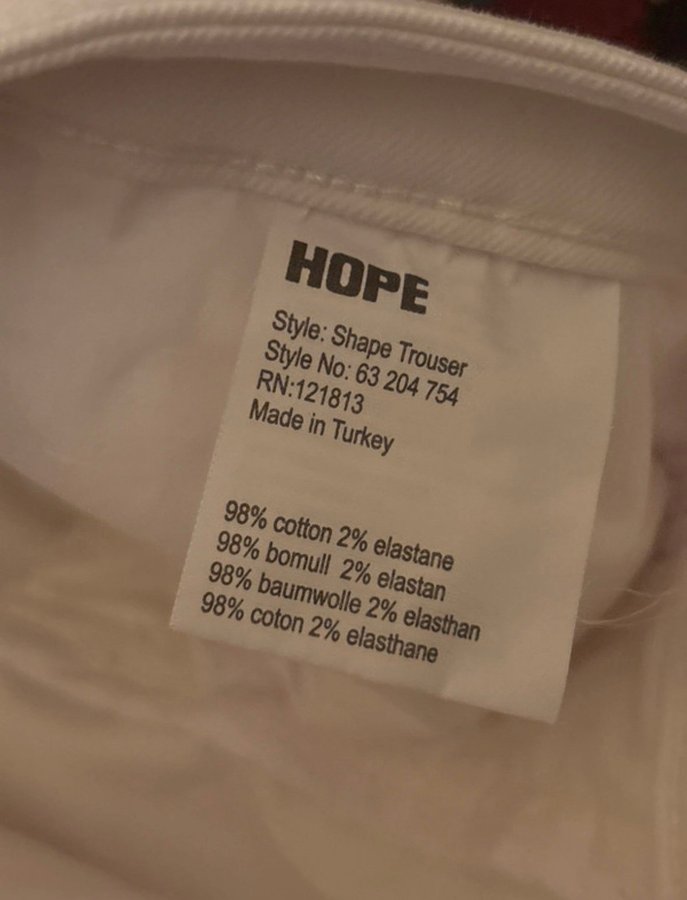 HOPE
Style: Shape Trouser
Style No: 63 204 754
RN:121813
Made in Turkey
98% cotton 2% elastane
98% bomull 2% elastan
98% baumwolle 2% elasthan
98% coton 2% elasthane